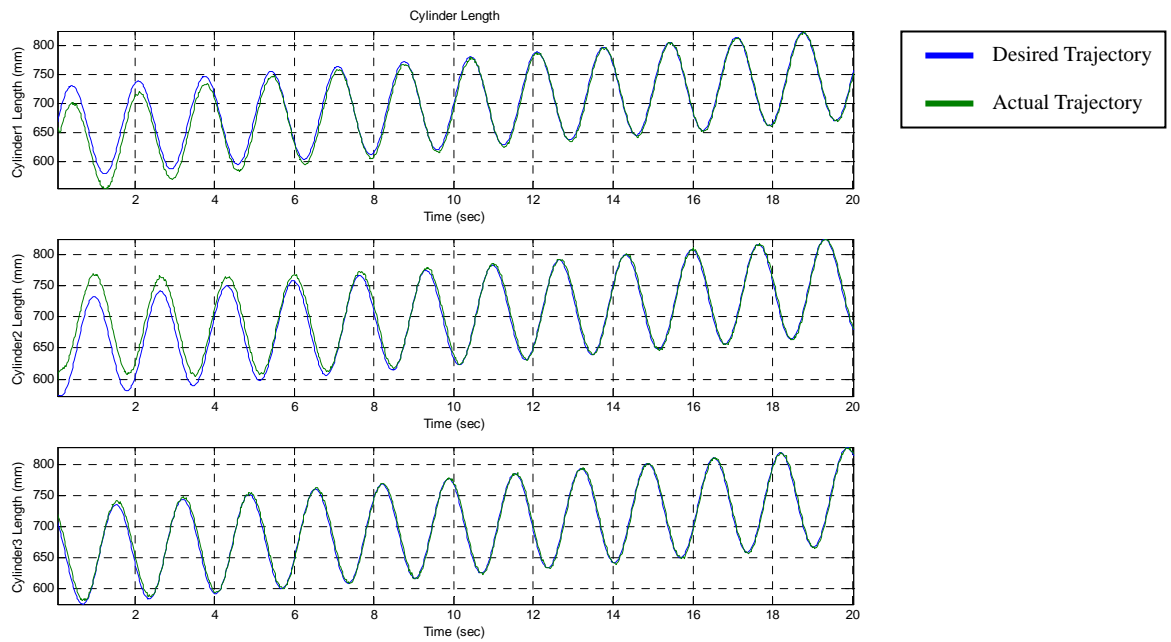 Cylinder Length
Cylinder1 Length (mm)
800
750
700
650
600
2 4 6 8 10 12 14 16 18 20
Time (sec)
Desired Trajectory
Actual Trajectory
Cylinder2 Length (mm)
800
750
700
650
600
2 4 6 8 10 12 14 16 18 20
Time (sec)
Cylinder3 Length (mm)
800
750
700
650
600
2 4 6 8 10 12 14 16 18 20
Time (sec)